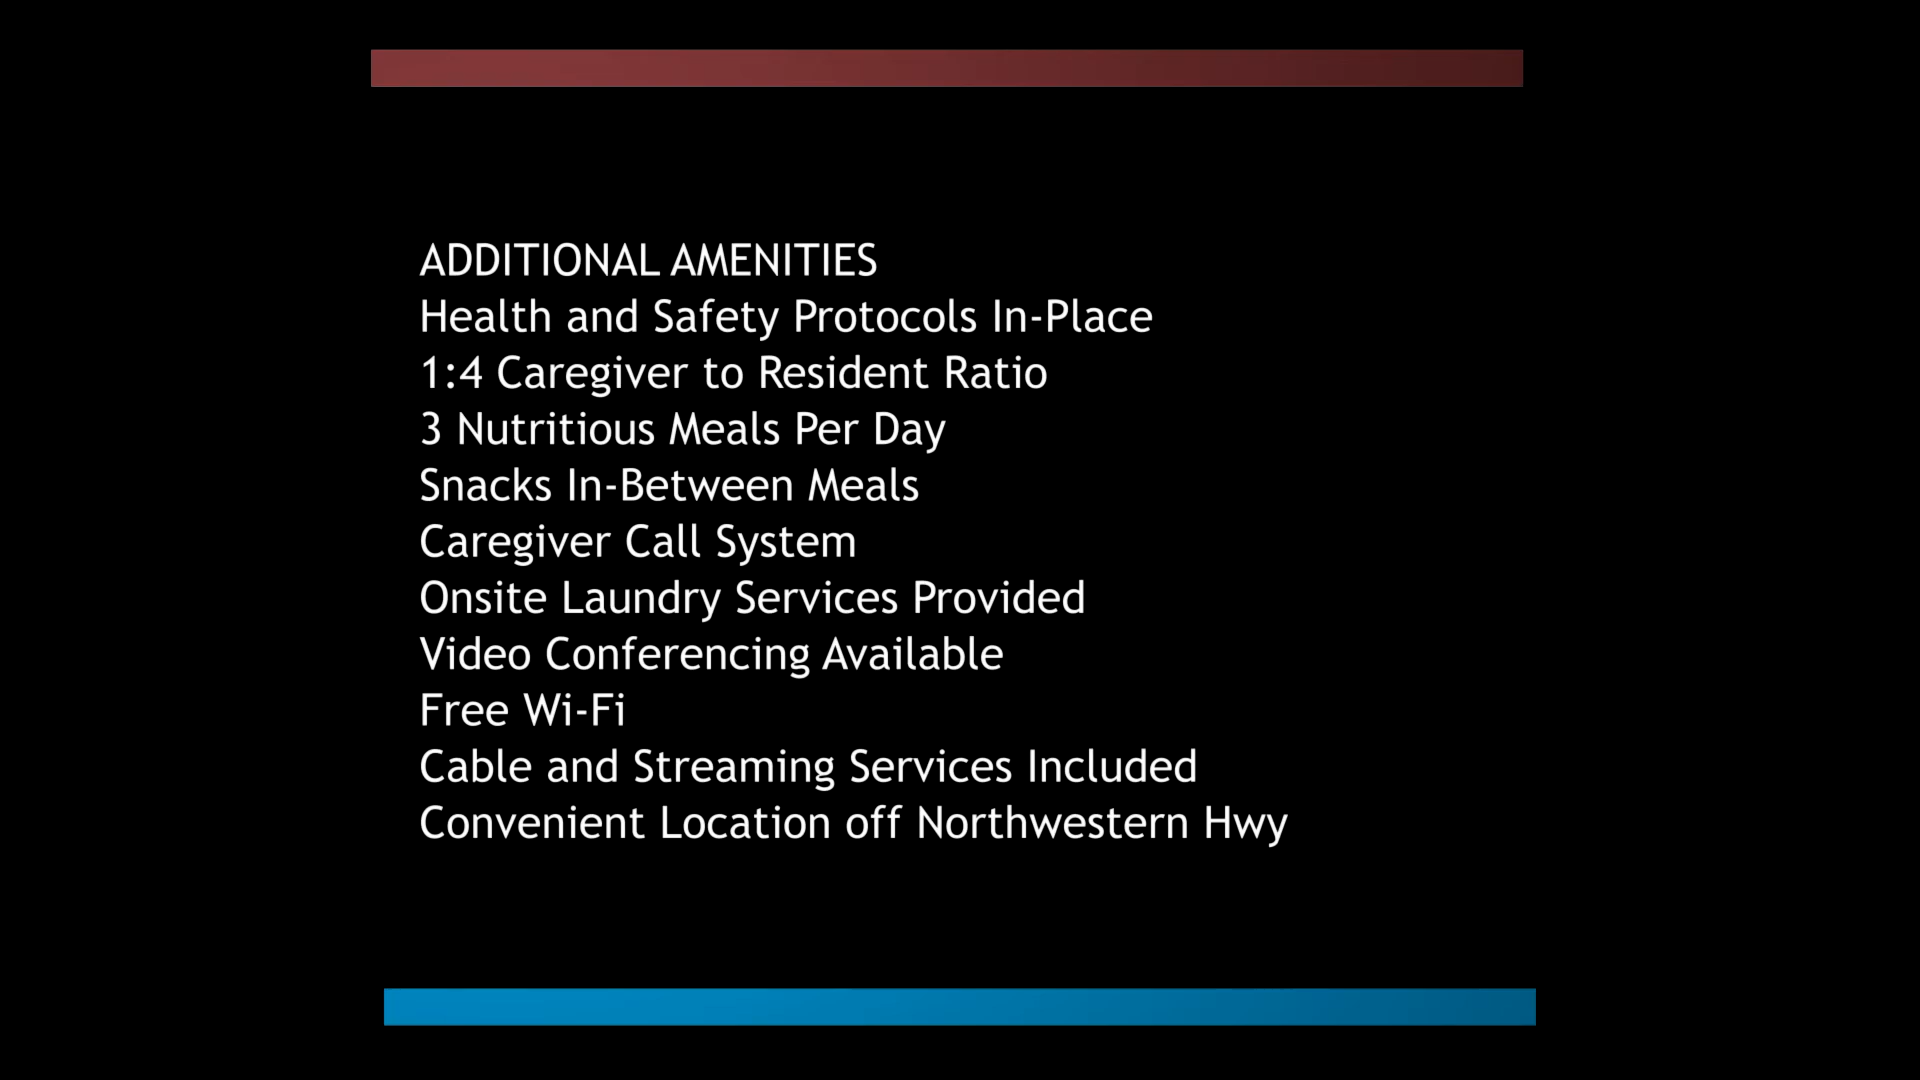 ADDITIONAL AMENITIES
Health and Safety Protocols In-Place
1:4 Caregiver to Resident Ratio
3 Nutritious Meals Per Day
Snacks In-Between Meals
Caregiver Call System
Onsite Laundry Services Provided
Video Conferencing Available
Free Wi-Fi
Cable and Streaming Services Included
Convenient Location off Northwestern Hwy